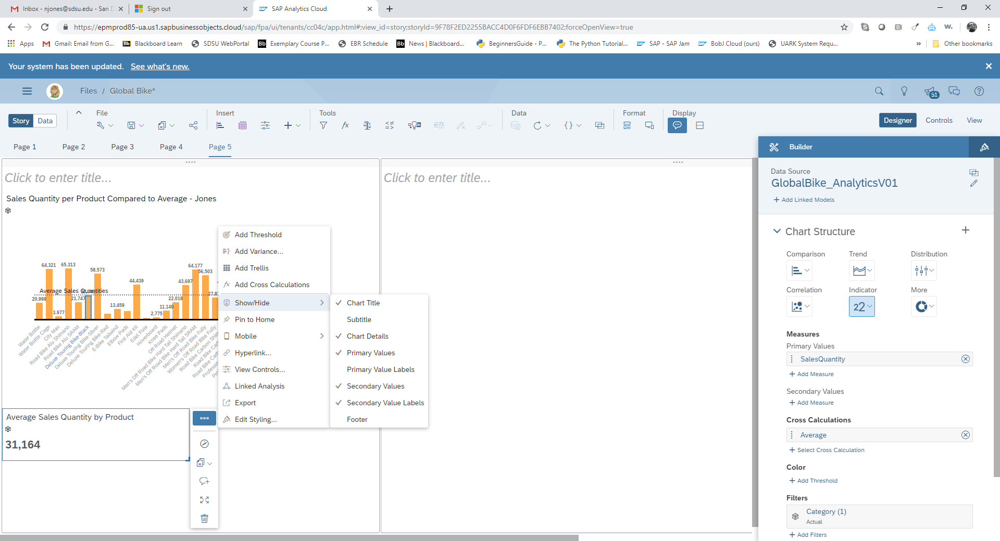 Inbox - njones@sdsu.edu - San D
Sign out
SAP Analytics Cloud
https://epmprod85-ua.us1.sapbusinessobjects.cloud/sap/fpa/ui/tenants/cc04c/app.html#;view_id=story;storyId=9F78F2ED2255BACC4D0F6FDF6EBB7402;forceOpenView=true
Apps
Gmail: Email from G...
Blackboard Learn
SDSU WebPortal
Exemplary Course P...
EBR Schedule
News | Blackboard...
BeginnersGuide - P...
The Python Tutorial...
SAP - SAP Jam
BobJ Cloud (ours)
UARK System Requ...
Other bookmarks
Your system has been updated. See what's new.
Files / Global Bike*
51
Story Data
File
Insert
Tools
Data
Format
Display
Designer
Controls
View
Page 1
Page 2
Page 3
Page 4
Page 5
Click to enter title...
Click to enter title...
Sales Quantity per Product Compared to Average - Jones
64,321
65,313
58,573
64,177
56,503
44,439
43,697
Average Sales Quantities
20,998
3,977
21,747
13,459
2,775
11,149
22,018
Water Bottle
Water Bottle Cage
City Max
Road Bike Alu Shimano
Road Bike Alu SRAM
Deluxe Touring Bike-Black
Deluxe Touring Bike-Silver
Deluxe Touring Bike-Red
E-Bike Tailwind
Elbow Pads
First Aid Kit
Edel Fixie
Hoverboard
Knee Pads
Off Road Helmet
Men's Off Road Bike Hard Tail Shimano
Men's Off Road Bike Hard Tail SRAM
Men's Off Road Bike Fully
Women's Off Road Bike Fully
Road Bike Carbon Shim
Add Threshold
Add Variance...
Add Trellis
Add Cross Calculations
Show/Hide
Pin to Home
Mobile
Hyperlink...
View Controls...
Linked Analysis
Export
Edit Styling...
Chart Title
Subtitle
Chart Details
Primary Values
Primary Value Labels
Secondary Values
Secondary Value Labels
Footer
Average Sales Quantity by Product
31,164
Builder
Data Source
GlobalBike_AnalyticsV01
+ Add Linked Models
Chart Structure
Comparison
Trend
Distribution
Correlation
Indicator
More
22
Measures
Primary Values
SalesQuantity
+ Add Measure
Secondary Values
+ Add Measure
Cross Calculations
Average
+ Select Cross Calculation
Color
+ Add Threshold
Filters
Category (1)
Actual
+ Add Filters